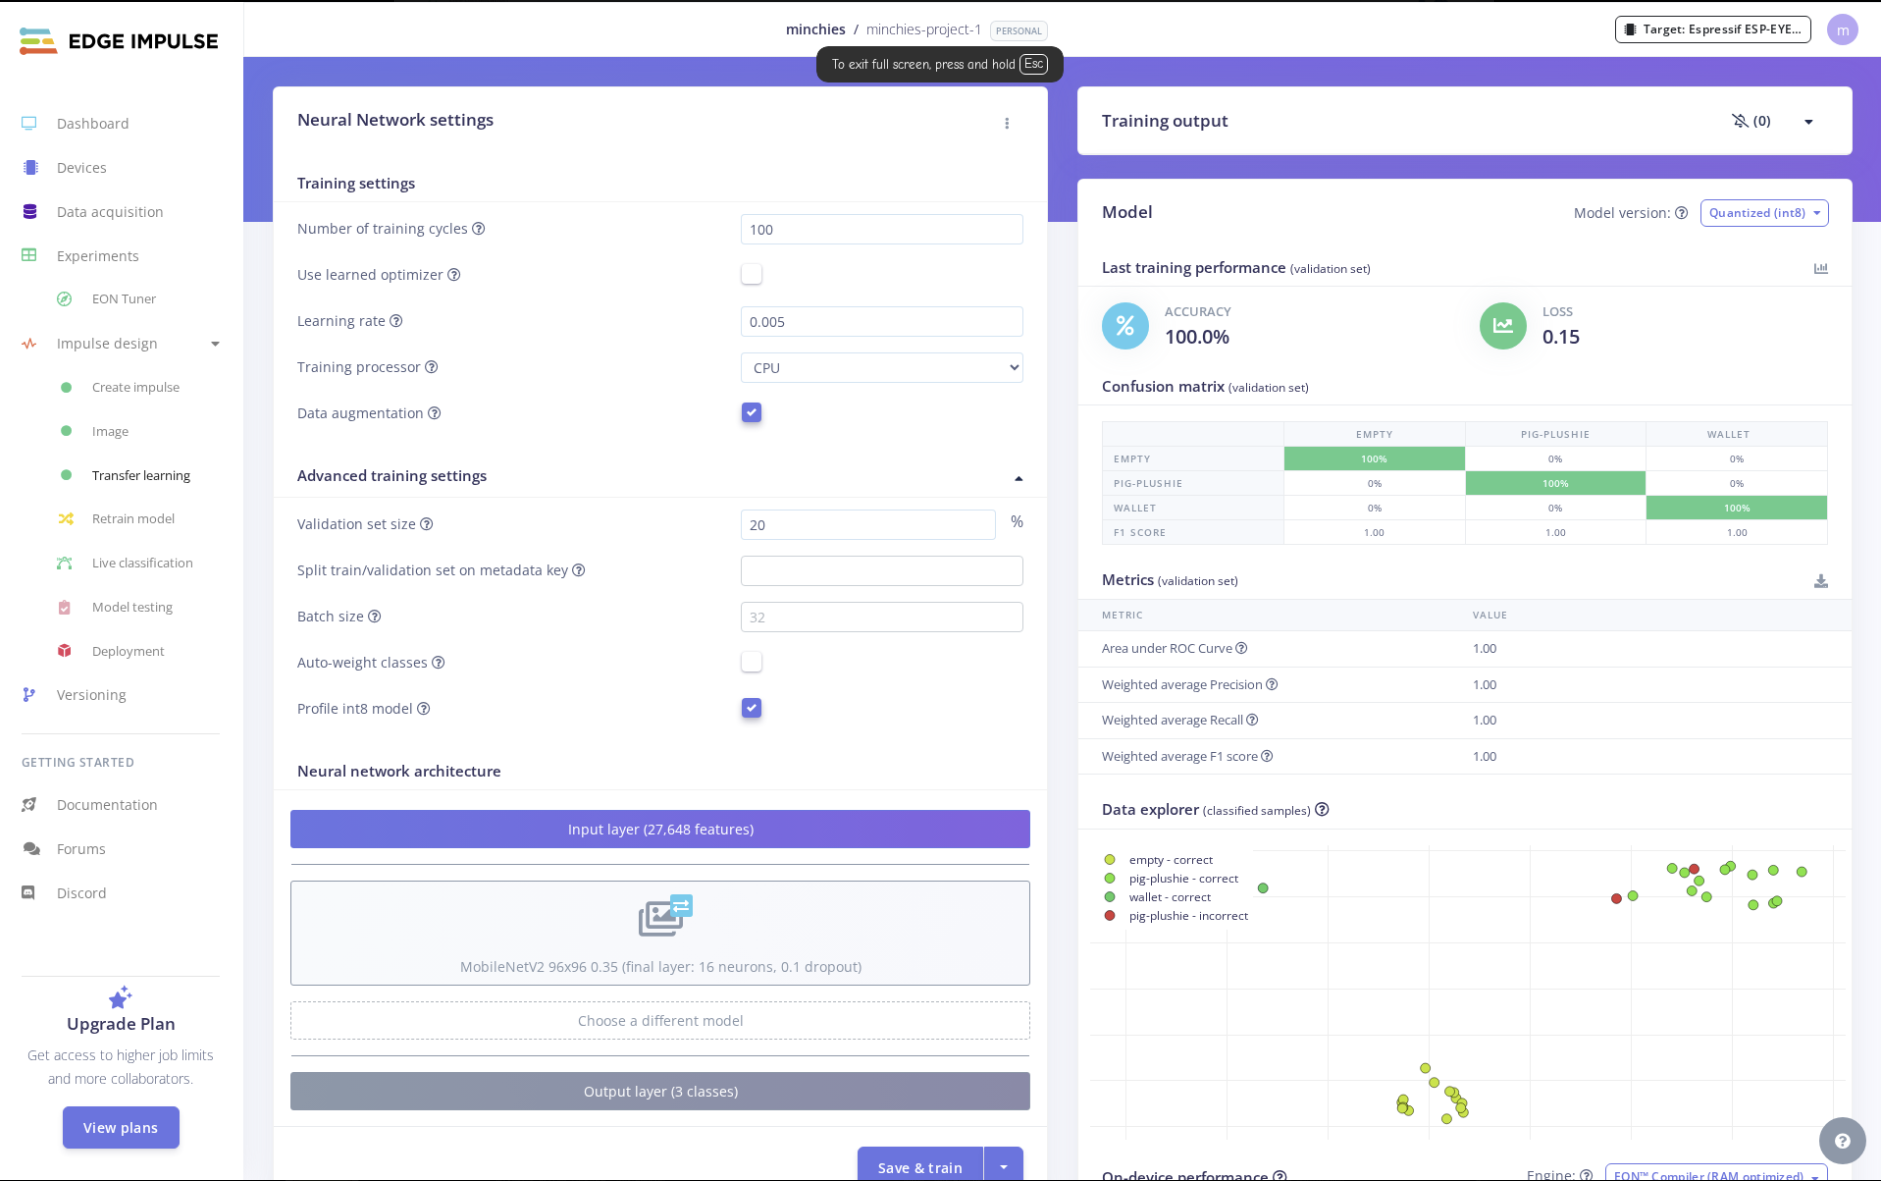 EDGE IMPULSE
minchies / minchies-project-1 PERSONAL
Target: Espressif ESP-EYE...
m
To exit full screen, press and hold Esc
Dashboard
Devices
Data acquisition
Experiments
EON Tuner
Impulse design
Create impulse
Image
Transfer learning
Retrain model
Live classification
Model testing
Deployment
Versioning
GETTING STARTED
Documentation
Forums
Discord
Upgrade Plan
Get access to higher job limits
and more collaborators.
View plans
Neural Network settings
Training settings
Number of training cycles 100
Use learned optimizer
Learning rate 0.005
Training processor CPU
Data augmentation
Advanced training settings
Validation set size 20 %
Split train/validation set on metadata key
Batch size 32
Auto-weight classes
Profile int8 model
Neural network architecture
Input layer (27,648 features)
MobileNetV2 96x96 0.35 (final layer: 16 neurons, 0.1 dropout)
Choose a different model
Output layer (3 classes)
Save & train
Training output (0)
Model Model version: Quantized (int8)
Last training performance (validation set)
ACCURACY
100.0%
LOSS
0.15
Confusion matrix (validation set)
EMPTY PIG-PLUSHIE WALLET
EMPTY 100% 0% 0%
PIG-PLUSHIE 0% 100% 0%
WALLET 0% 0% 100%
F1 SCORE 1.00 1.00 1.00
Metrics (validation set)
METRIC VALUE
Area under ROC Curve 1.00
Weighted average Precision 1.00
Weighted average Recall 1.00
Weighted average F1 score 1.00
Data explorer (classified samples)
empty - correct
pig-plushie - correct
wallet - correct
pig-plushie - incorrect
On-device performance Engine: EON™ Compiler (RAM optimized)